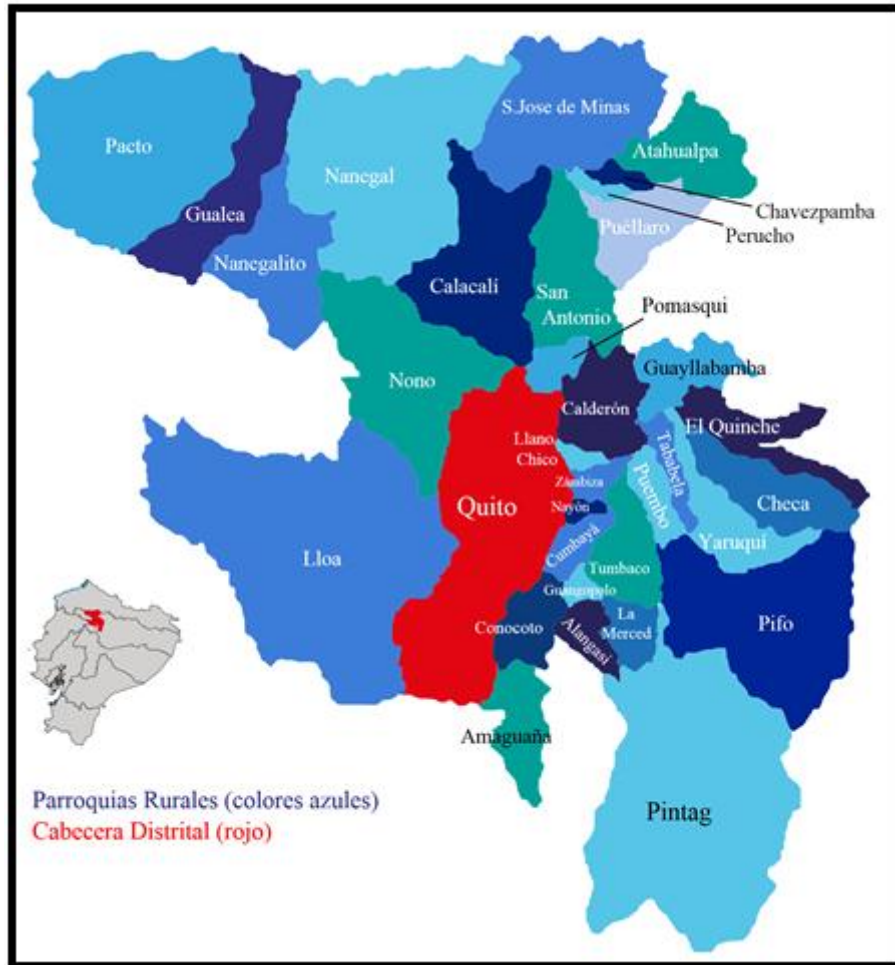 S.Jose de Minas
Pacto
Nanegal
Atahualpa
Gualea
Chavezpamba
Puéllaro
Perucho
Nanegalito
Calacalí
San
Antonio
Pomasqui
Nono
Guayllabamba
Calderón
El Quinche
Llano
Chico
Tababela
Zámbiza
Puembo
Quito
Nayón
Checa
Cumbayá
Yaruquí
Lloa
Tumbaco
Guangopolo
La
Merced
Conocoto
Alangasi
Pifo
Amaguaña
Parroquias Rurales (colores azules)
Cabecera Distrital (rojo)
Pintag